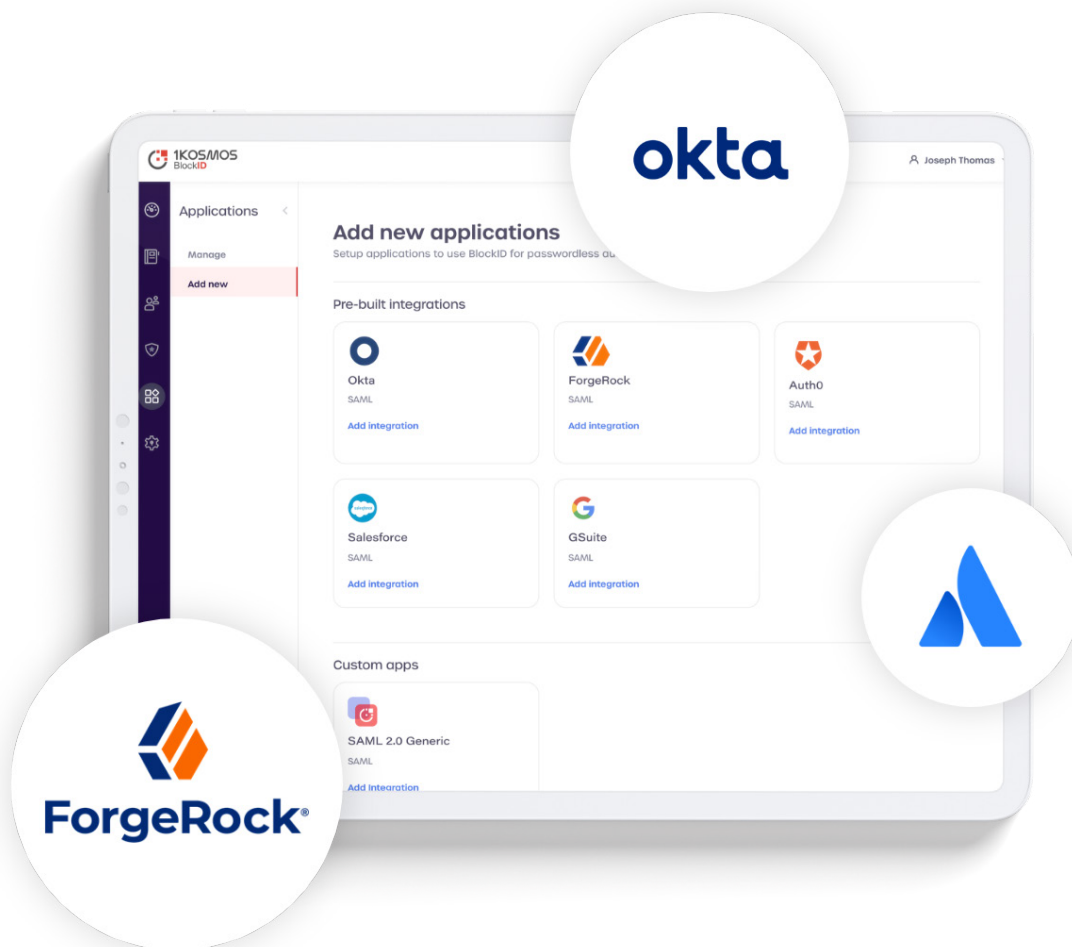 okta
1KOSMOS
BlockID
Joseph Thomas
Applications
Manage
Add new
Add new applications
Setup applications to use BlockID for passwordless
Pre-built integrations
Okta
SAML
Add integration
ForgeRock
SAML
Add integration
Auth0
SAML
Add integration
salesforce
Salesforce
SAML
Add integration
GSuite
SAML
Add integration
Custom apps
SAML 2.0 Generic
SAML
Add Integration
ForgeRock®